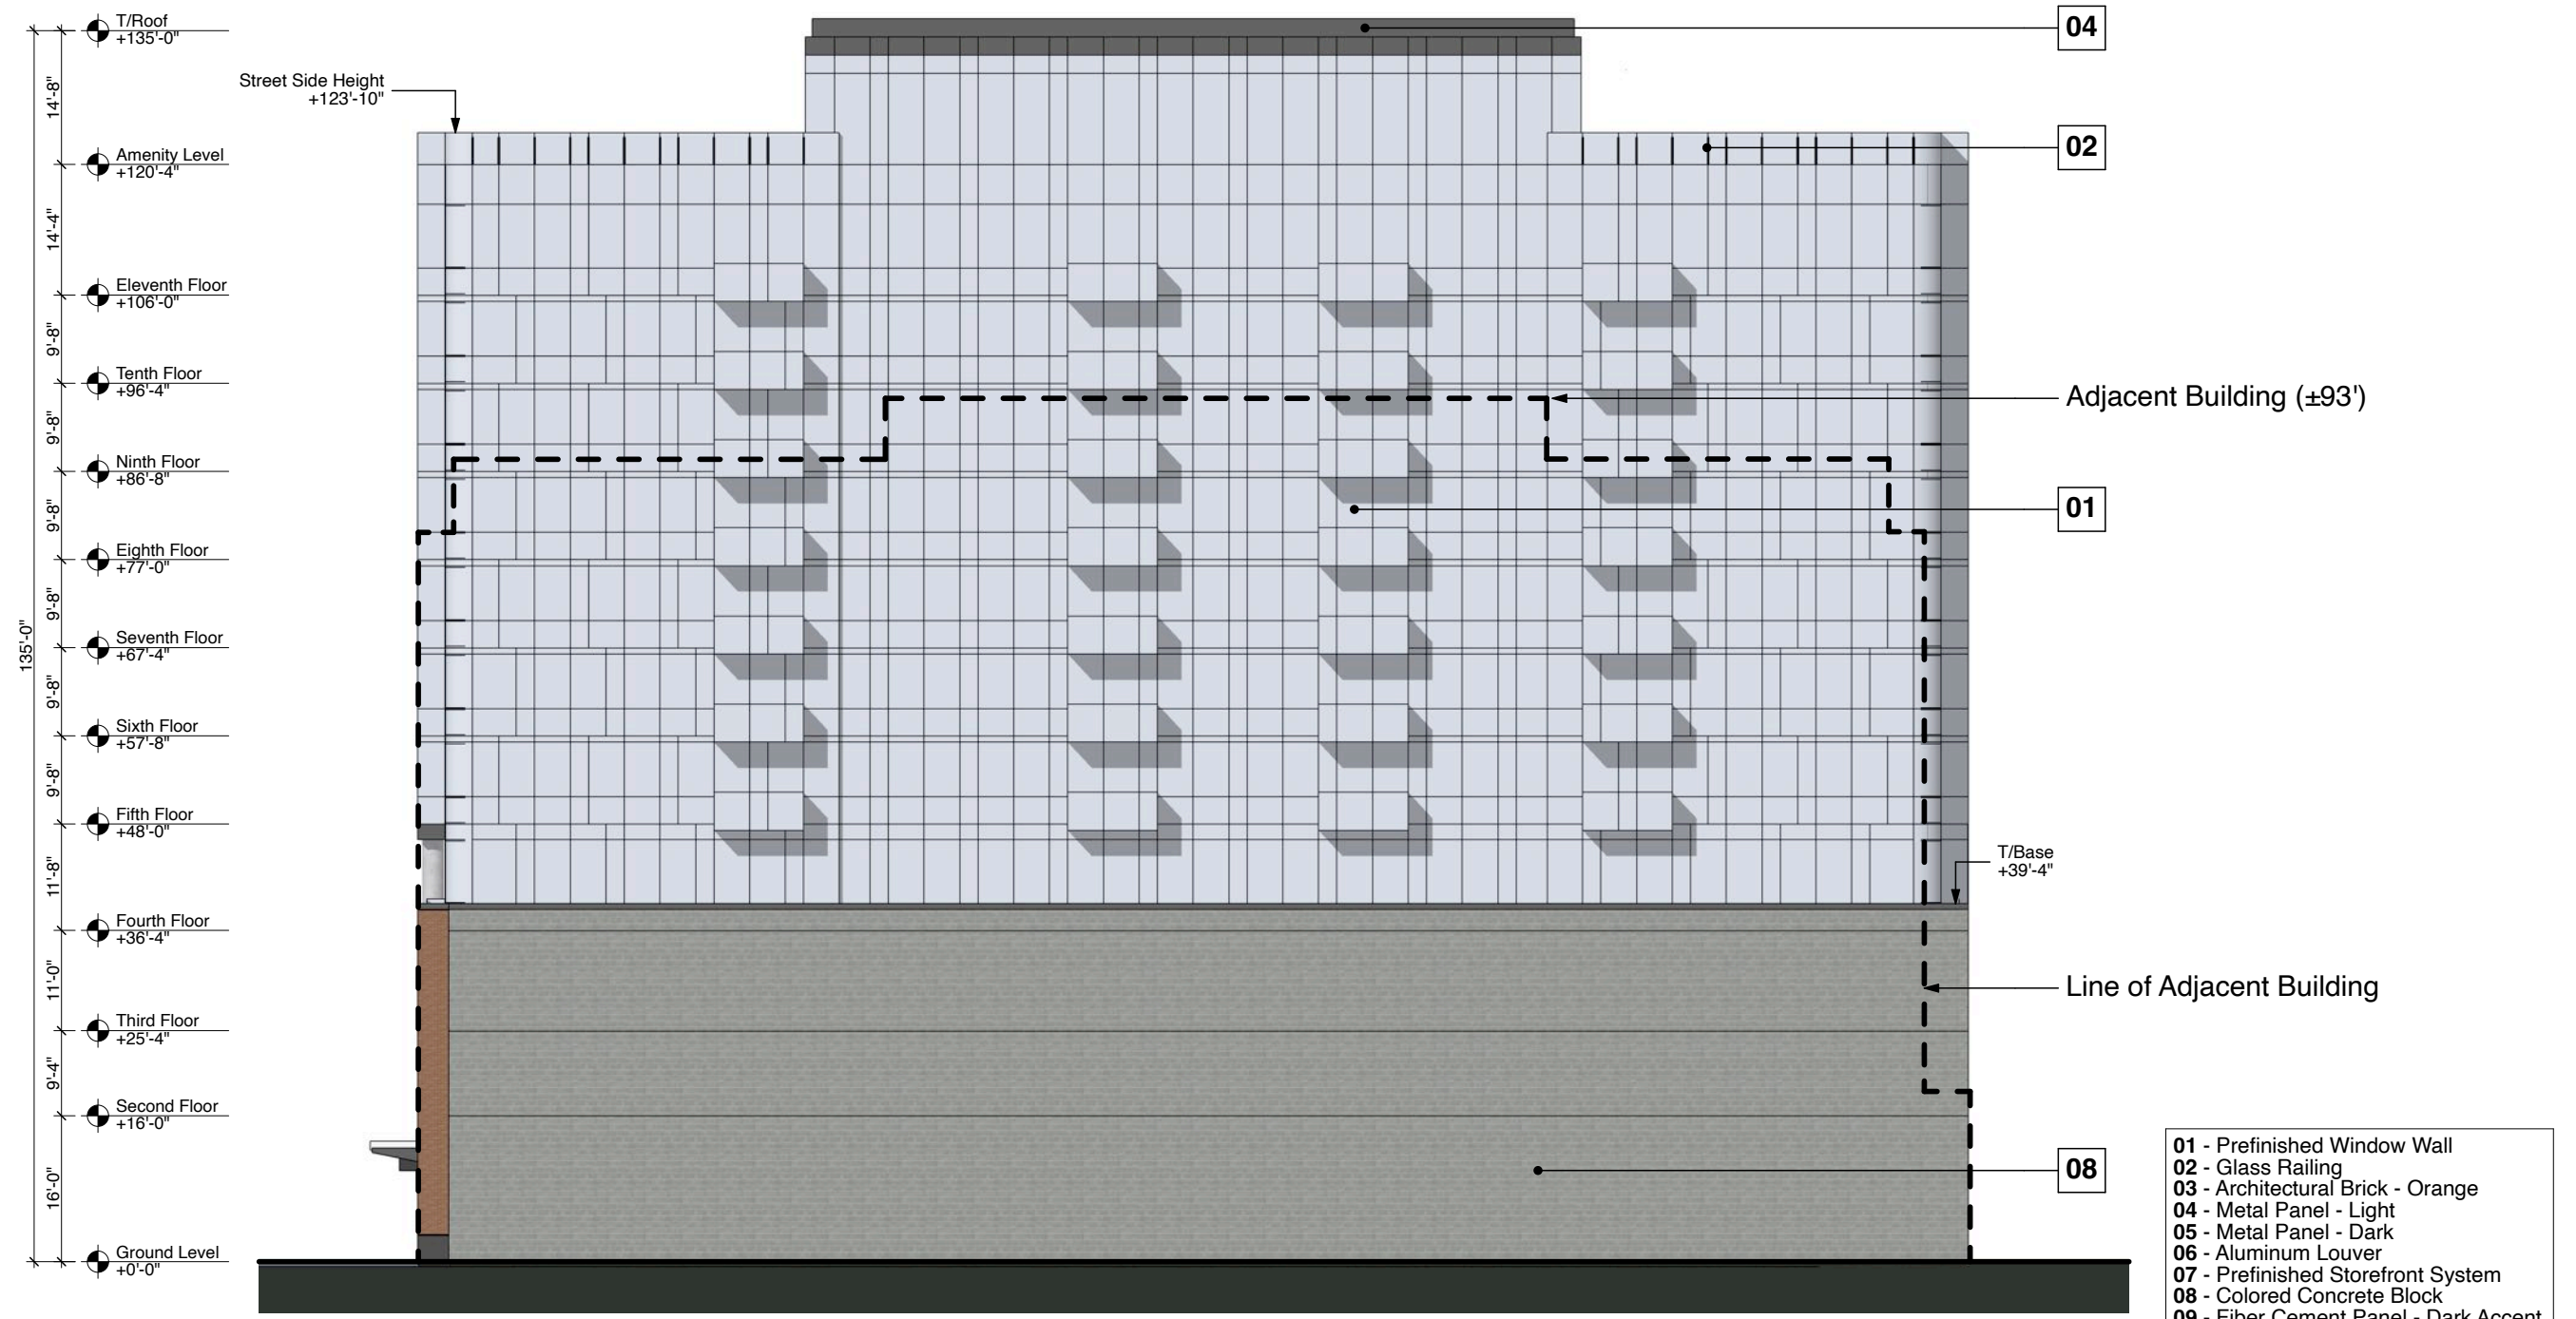 T/Roof
+135'-0"
04
Street Side Height
+123'-10"
14'-8"
02
Amenity Level
+120'-4"
14'-4"
Eleventh Floor
+106'-0"
9'-8"
Tenth Floor
+96'-4"
Adjacent Building (±93')
9'-8"
Ninth Floor
+86'-8"
01
9'-8"
Eighth Floor
+77'-0"
9'-8"
135'-0"
Seventh Floor
+67'-4"
9'-8"
Sixth Floor
+57'-8"
9'-8"
Fifth Floor
+48'-0"
T/Base
+39'-4"
11'-8"
Fourth Floor
+36'-4"
11'-0"
Line of Adjacent Building
Third Floor
+25'-4"
9'-4"
Second Floor
+16'-0"
08
16'-0"
Ground Level
+0'-0"
01 - Prefinished Window Wall
02 - Glass Railing
03 - Architectural Brick - Orange
04 - Metal Panel - Light
05 - Metal Panel - Dark
06 - Aluminum Louver
07 - Prefinished Storefront System
08 - Colored Concrete Block
09 - Fiber Cement Panel - Dark Accent